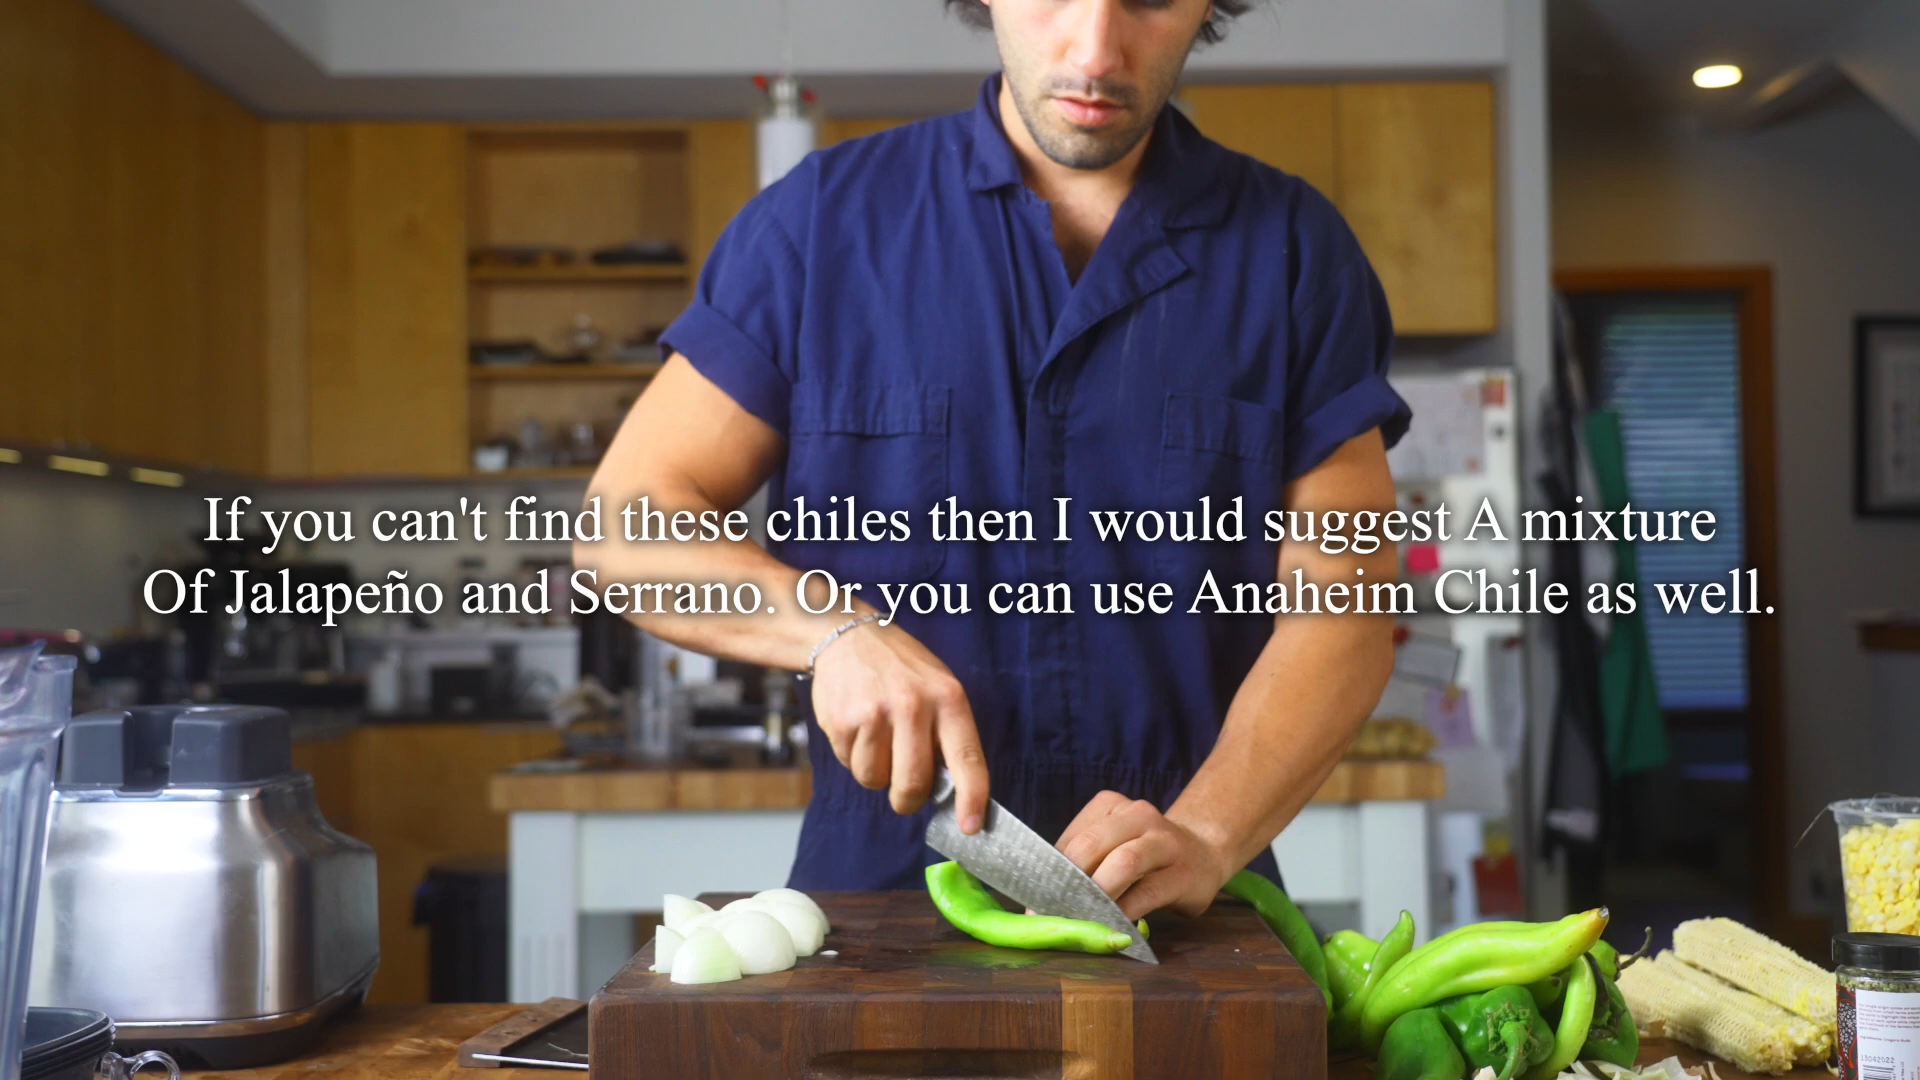 If you can't find these chiles then I would suggest A mixture
Of Jalapeño and Serrano. Or you can use Anaheim Chile as well.
13042022